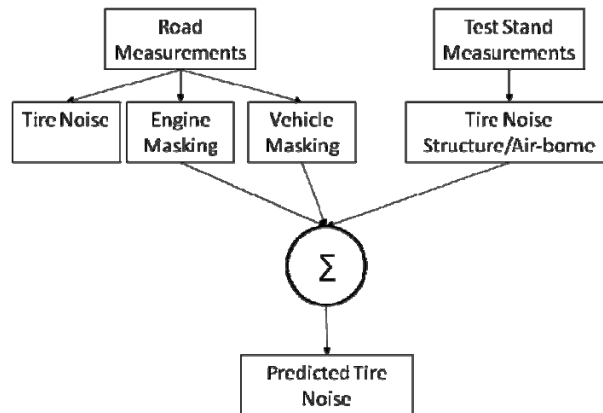 Road
Measurements
Test Stand
Measurements
Tire Noise
Engine
Masking
Vehicle
Masking
Tire Noise
Structure/Air-borne
Σ
Predicted Tire
Noise